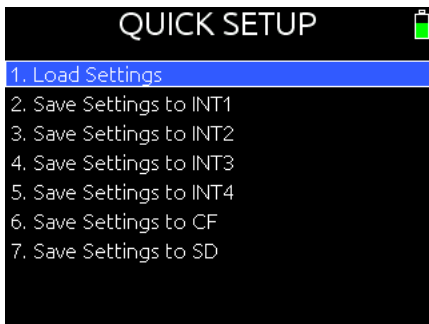 QUICK SETUP
1. Load Settings
2. Save Settings to INT1
3. Save Settings to INT2
4. Save Settings to INT3
5. Save Settings to INT4
6. Save Settings to CF
7. Save Settings to SD